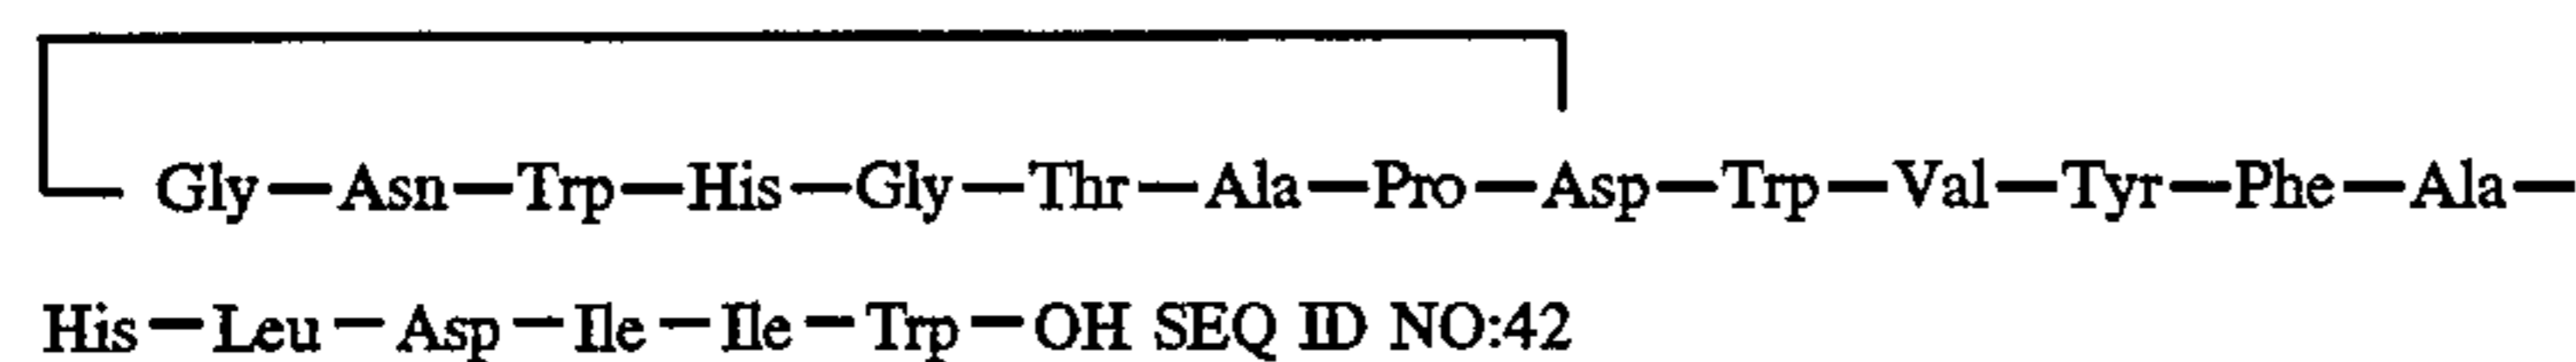 Gly—Asn—Trp—His—Gly—Thr—Ala—Pro—Asp—Trp—Val—Tyr—Phe—Ala—
His—Leu—Asp—Ile—Ile—Trp—OH SEQ ID NO:42